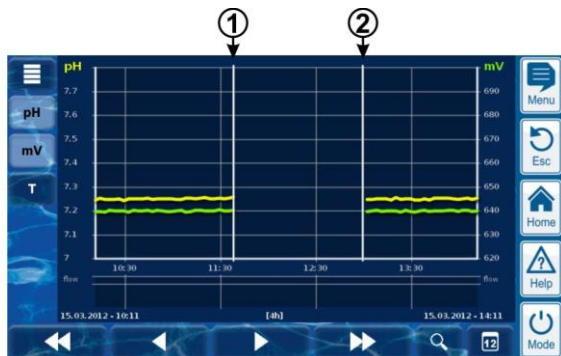 1 2
pH mV
7.7 690
7.6 680
7.5 670
7.4 660
7.3 650
7.2 640
7.1 630
7 620
10:30 11:30 12:30 13:30
flow flow
15.03.2012 - 10:11 [4h] 15.03.2012 - 14:11
pH
mV
T
12
Menu
Esc
Home
Help
Mode